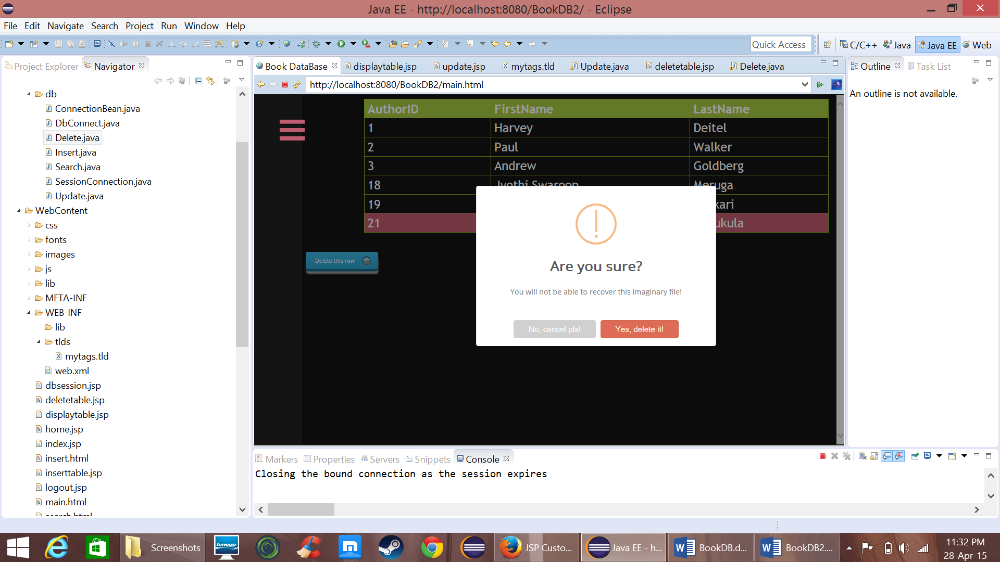 Java EE - http://localhost:8080/BookDB2/ - Eclipse
File Edit Navigate Search Project Run Window Help
Quick Access
C/C++ Java Java EE Web
Project Explorer Navigator
db
ConnectionBean.java
DbConnect.java
Delete.java
Insert.java
Search.java
SessionConnection.java
Update.java
WebContent
css
fonts
images
js
lib
META-INF
WEB-INF
lib
tlds
mytags.tld
web.xml
dbsession.jsp
deletetable.jsp
displaytable.jsp
home.jsp
index.jsp
insert.html
inserttable.jsp
logout.jsp
main.html
search.html
Book DataBase displaytable.jsp update.jsp mytags.tld Update.java deletetable.jsp Delete.java
http://localhost:8080/BookDB2/main.html
AuthorID FirstName LastName
1 Harvey Deitel
2 Paul Walker
3 Andrew Goldberg
18 Jyothi Swaroop Meruga
19 kari
21 ukula
Delete this row
Are you sure?
You will not be able to recover this imaginary file!
No, cancel plx!
Yes, delete it!
Outline Task List
An outline is not available.
Markers Properties Servers Snippets Console
Closing the bound connection as the session expires
Screenshots
lenovo
JSP Custo...
Java EE - h...
BookDB.d...
BookDB2....
11:32 PM
28-Apr-15